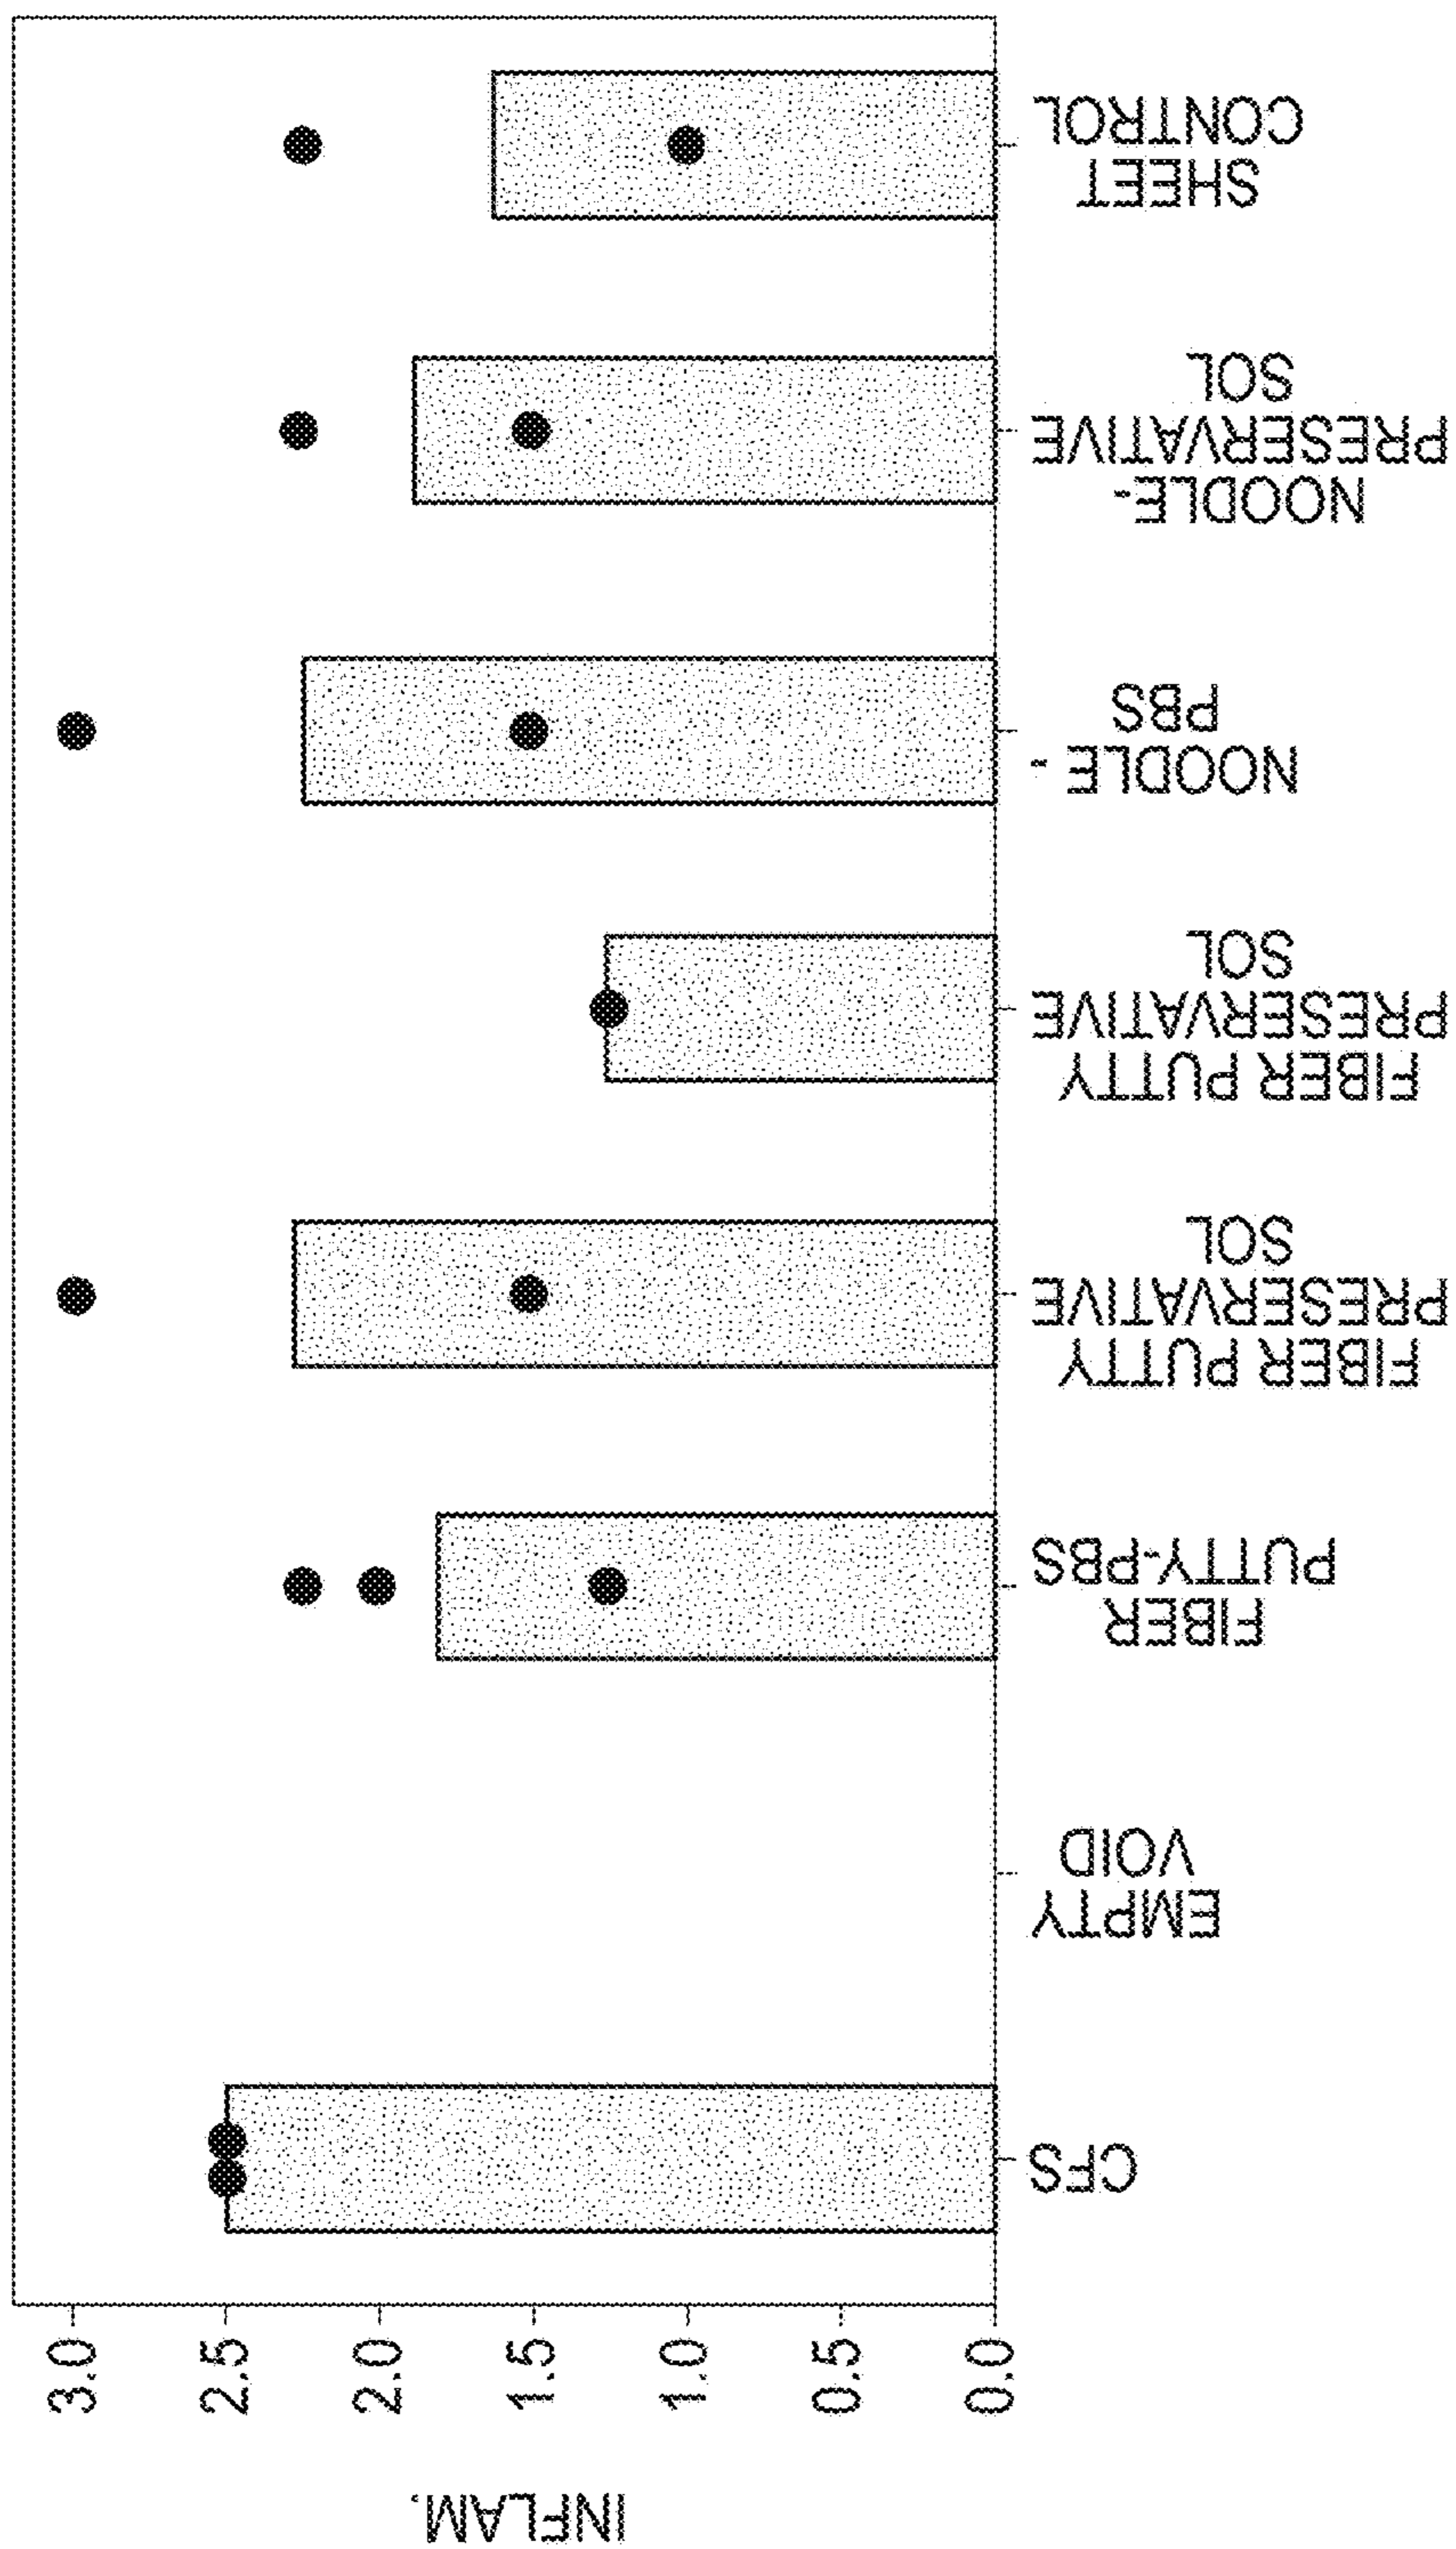 INFLAM.
3.0
2.5
2.0
1.5
1.0
0.5
0.0
CFS
EMPTY
VOID
FIBER
PUTTY-PBS
FIBER PUTTY
PRESERVATIVE
SOL
FIBER PUTTY
PRESERVATIVE
SOL
NOODLE -
PBS
NOODLE-
PRESERVATIVE
SOL
SHEET
CONTROL